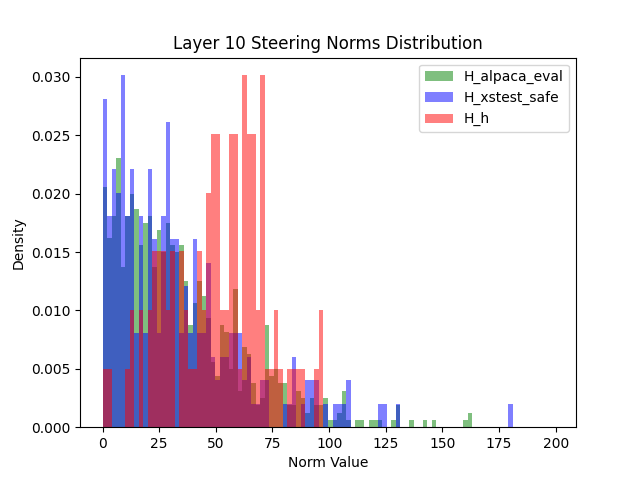 Layer 10 Steering Norms Distribution
H_alpaca_eval
H_xstest_safe
H_h
Density
0.030
0.025
0.020
0.015
0.010
0.005
0.000
0 25 50 75 100 125 150 175 200
Norm Value